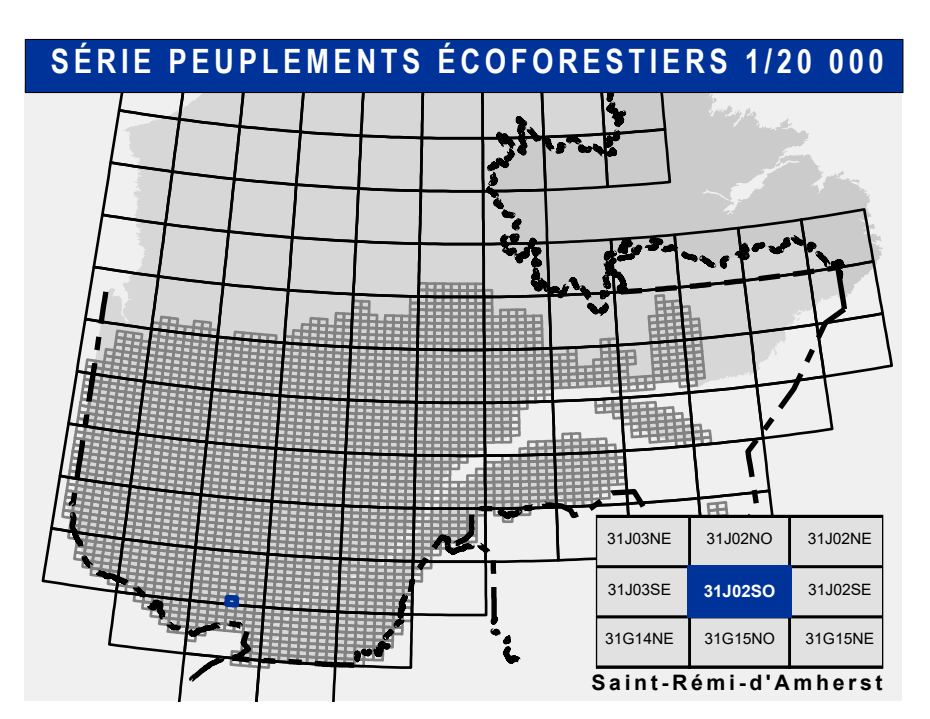 SÉRIE PEUPLEMENTS ÉCOFORESTIERS 1/20 000
31J03NE 31J02NO 31J02NE
31J03SE 31J02SO 31J02SE
31G14NE 31G15NO 31G15NE
Saint-Rémi-d'Amherst